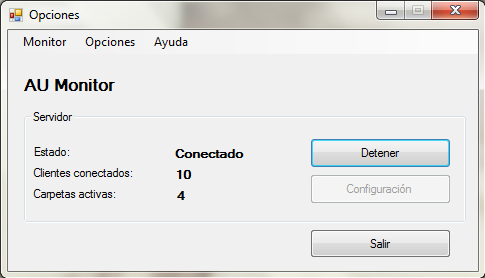 Opciones
Monitor Opciones Ayuda
AU Monitor
Servidor
Estado: Conectado
Detener
Clientes conectados: 10
Configuración
Carpetas activas: 4
Salir